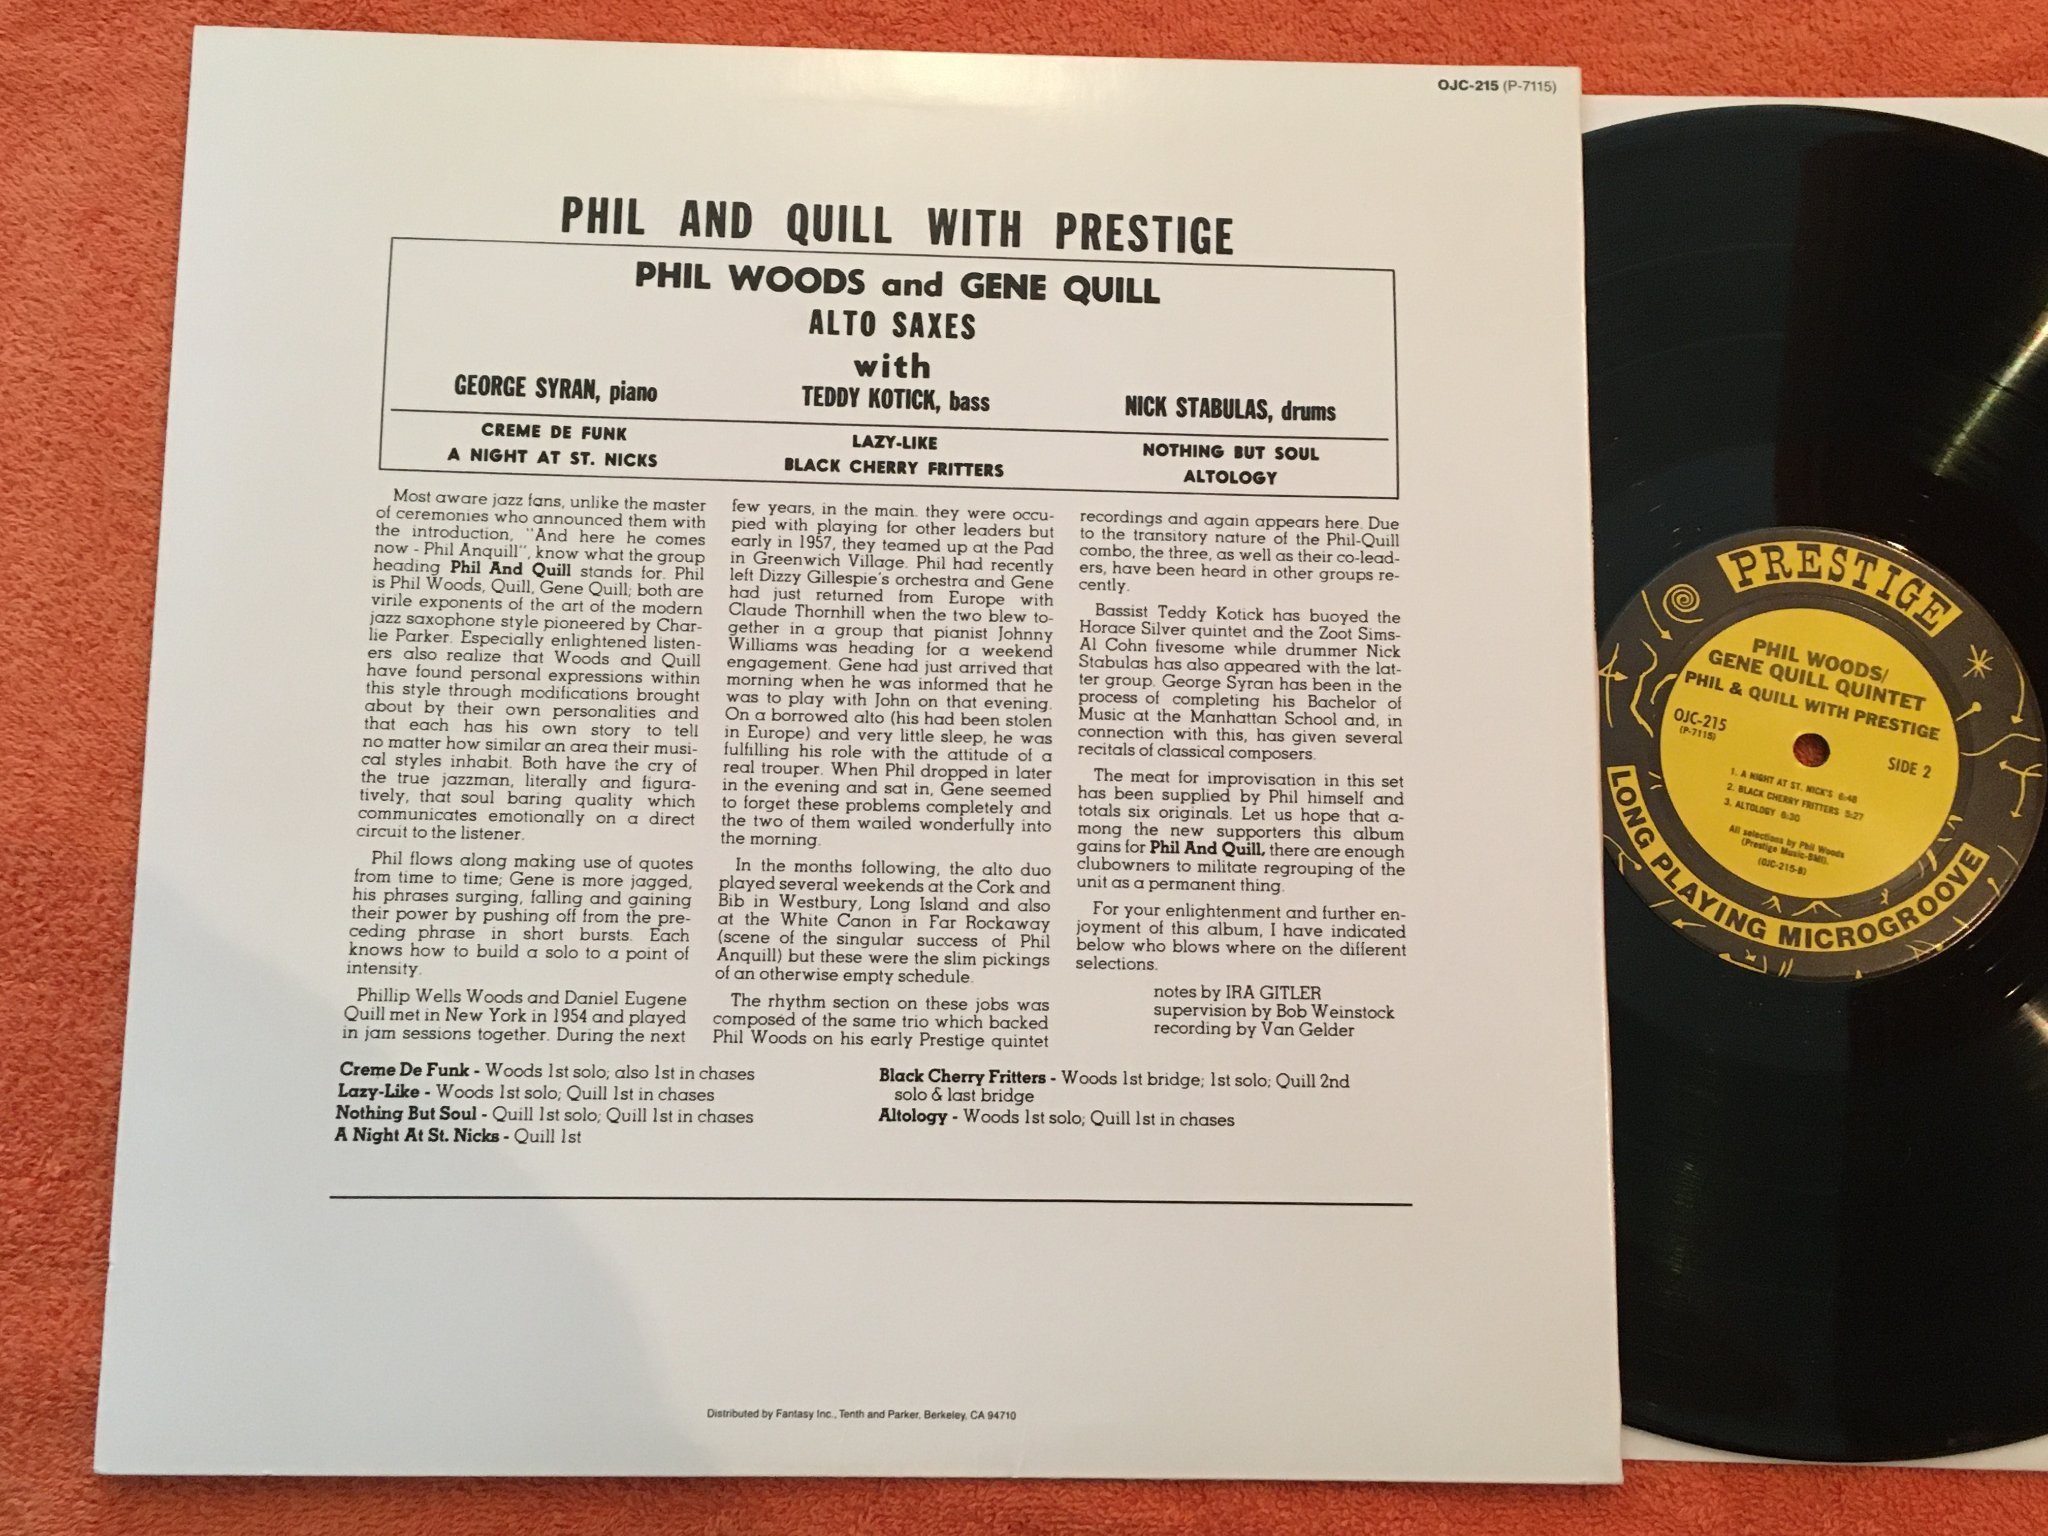 OJC-215 (P-7115)
PHIL AND QUILL WITH PRESTIGE
PHIL WOODS and GENE QUILL
ALTO SAXES
with
GEORGE SYRAN, piano
TEDDY KOTICK, bass
NICK STABULAS, drums
CREME DE FUNK
A NIGHT AT ST. NICKS
LAZY-LIKE
BLACK CHERRY FRITTERS
NOTHING BUT SOUL
ALTOLOGY
Most aware jazz fans, unlike the master
of ceremonies who announced them with
the introduction, "And here he comes
now - Phil Anquill", know what the group
heading Phil And Quill stands for. Phil
is Phil Woods, Quill, Gene Quill; both are
virile exponents of the art of the modern
jazz saxophone style pioneered by Char-
lie Parker. Especially enlightened listen-
ers also realize that Woods and Quill
have found personal expressions within
this style through modifications brought
about by their own personalities and
that each has his own story to tell
no matter how similar an area their musi-
cal styles inhabit. Both have the cry of
the true jazzman, literally and figura-
tively, that soul baring quality which
communicates emotionally on a direct
circuit to the listener.
Phil flows along making use of quotes
from time to time; Gene is more jagged,
his phrases surging, falling and gaining
their power by pushing off from the pre-
ceding phrase in short bursts. Each
knows how to build a solo to a point of
intensity.
Phillip Wells Woods and Daniel Eugene
Quill met in New York in 1954 and played
in jam sessions together. During the next
few years, in the main. they were occu-
pied with playing for other leaders but
early in 1957, they teamed up at the Pad
in Greenwich Village. Phil had recently
left Dizzy Gillespie's orchestra and Gene
had just returned from Europe with
Claude Thornhill when the two blew to-
gether in a group that pianist Johnny
Williams was heading for a weekend
engagement. Gene had just arrived that
morning when he was informed that he
was to play with John on that evening.
On a borrowed alto (his had been stolen
in Europe) and very little sleep, he was
fulfilling his role with the attitude of a
real trouper. When Phil dropped in later
in the evening and sat in, Gene seemed
to forget these problems completely and
the two of them wailed wonderfully into
the morning.
In the months following, the alto duo
played several weekends at the Cork and
Bib in Westbury, Long Island and also
at the White Canon in Far Rockaway
(scene of the singular success of Phil
Anquill) but these were the slim pickings
of an otherwise empty schedule.
The rhythm section on these jobs was
composed of the same trio which backed
Phil Woods on his early Prestige quintet
recordings and again appears here. Due
to the transitory nature of the Phil-Quill
combo, the three, as well as their co-lead-
ers, have been heard in other groups re-
cently.
Bassist Teddy Kotick has buoyed the
Horace Silver quintet and the Zoot Sims-
Al Cohn fivesome while drummer Nick
Stabulas has also appeared with the lat-
ter group. George Syran has been in the
process of completing his Bachelor of
Music at the Manhattan School and, in
connection with this, has given several
recitals of classical composers.
The meat for improvisation in this set
has been supplied by Phil himself and
totals six originals. Let us hope that a-
mong the new supporters this album
gains for Phil And Quill, there are enough
clubowners to militate regrouping of the
unit as a permanent thing.
For your enlightenment and further en-
joyment of this album, I have indicated
below who blows where on the different
selections.
notes by IRA GITLER
supervision by Bob Weinstock
recording by Van Gelder
Creme De Funk - Woods 1st solo; also 1st in chases
Lazy-Like - Woods 1st solo; Quill 1st in chases
Nothing But Soul - Quill 1st solo; Quill 1st in chases
A Night At St. Nicks - Quill 1st
Black Cherry Fritters - Woods 1st bridge; 1st solo; Quill 2nd
solo & last bridge
Altology - Woods 1st solo; Quill 1st in chases
Distributed by Fantasy Inc., Tenth and Parker, Berkeley, CA 94710
PRESTIGE
PHIL WOODS/
GENE QUILL QUINTET
PHIL & QUILL WITH PRESTIGE
OJC-215
(P-7115)
SIDE 2
1. A NIGHT AT ST. NICK'S 6:48
2. BLACK CHERRY FRITTERS 5:27
3. ALTOLOGY 6:30
All selections by Phil Woods
(Prestige Music-BMI).
(OJC-215-B)
LONG PLAYING MICROGROOVE